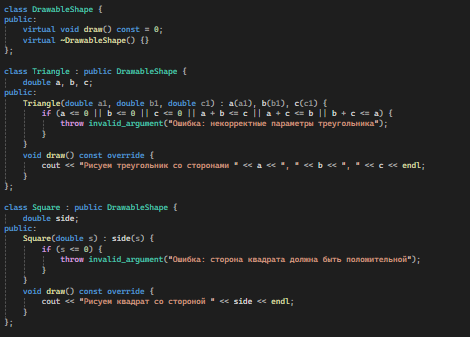 class DrawableShape {
public:
    virtual void draw() const = 0;
    virtual ~DrawableShape() {}
};

class Triangle : public DrawableShape {
    double a, b, c;
public:
    Triangle(double a1, double b1, double c1) : a(a1), b(b1), c(c1) {
        if (a <= 0 || b <= 0 || c <= 0 || a + b <= c || a + c <= b || b + c <= a) {
            throw invalid_argument("Ошибка: некорректные параметры треугольника");
        }
    }
    void draw() const override {
        cout << "Рисуем треугольник со сторонами " << a << ", " << b << ", " << c << endl;
    }
};

class Square : public DrawableShape {
    double side;
public:
    Square(double s) : side(s) {
        if (s <= 0) {
            throw invalid_argument("Ошибка: сторона квадрата должна быть положительной");
        }
    }
    void draw() const override {
        cout << "Рисуем квадрат со стороной " << side << endl;
    }
};